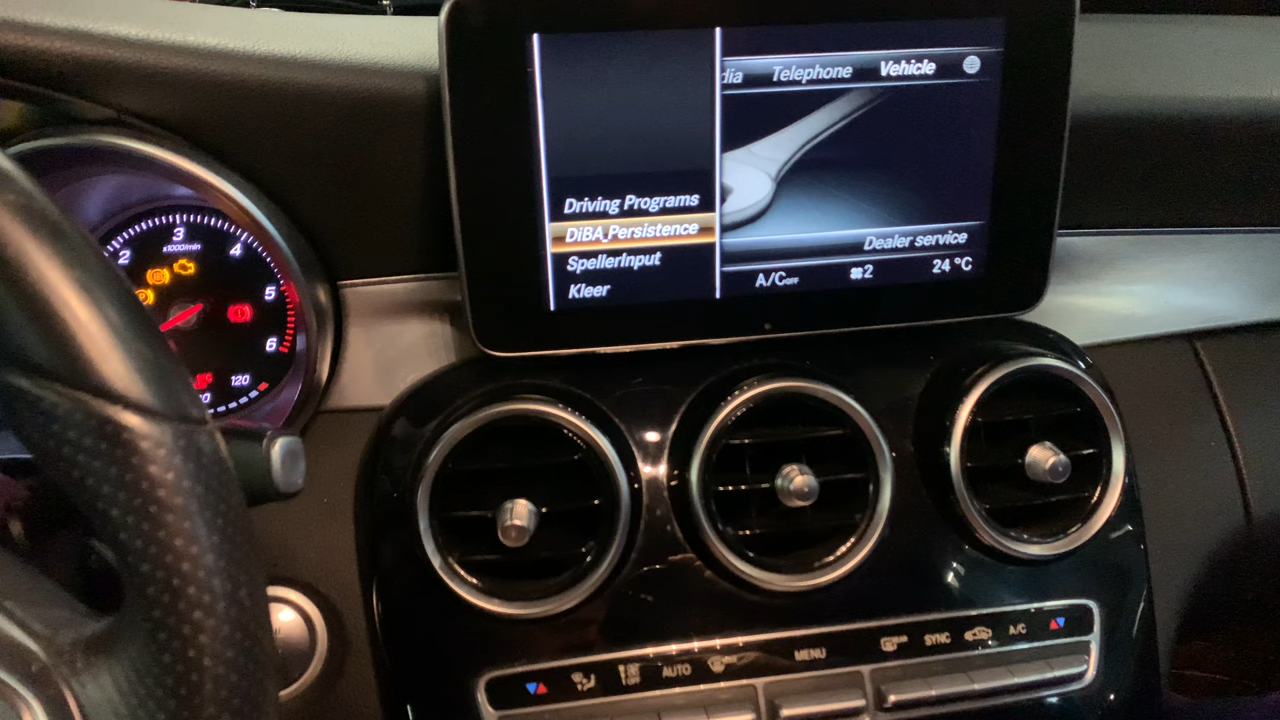 dia Telephone Vehicle
Driving Programs
DiBA_Persistence
SpellerInput
Kleer
Dealer service
A/C OFF 2 24 °C
3
x1000/min
2 4
5
6
120
AUTO MENU SYNC A/C